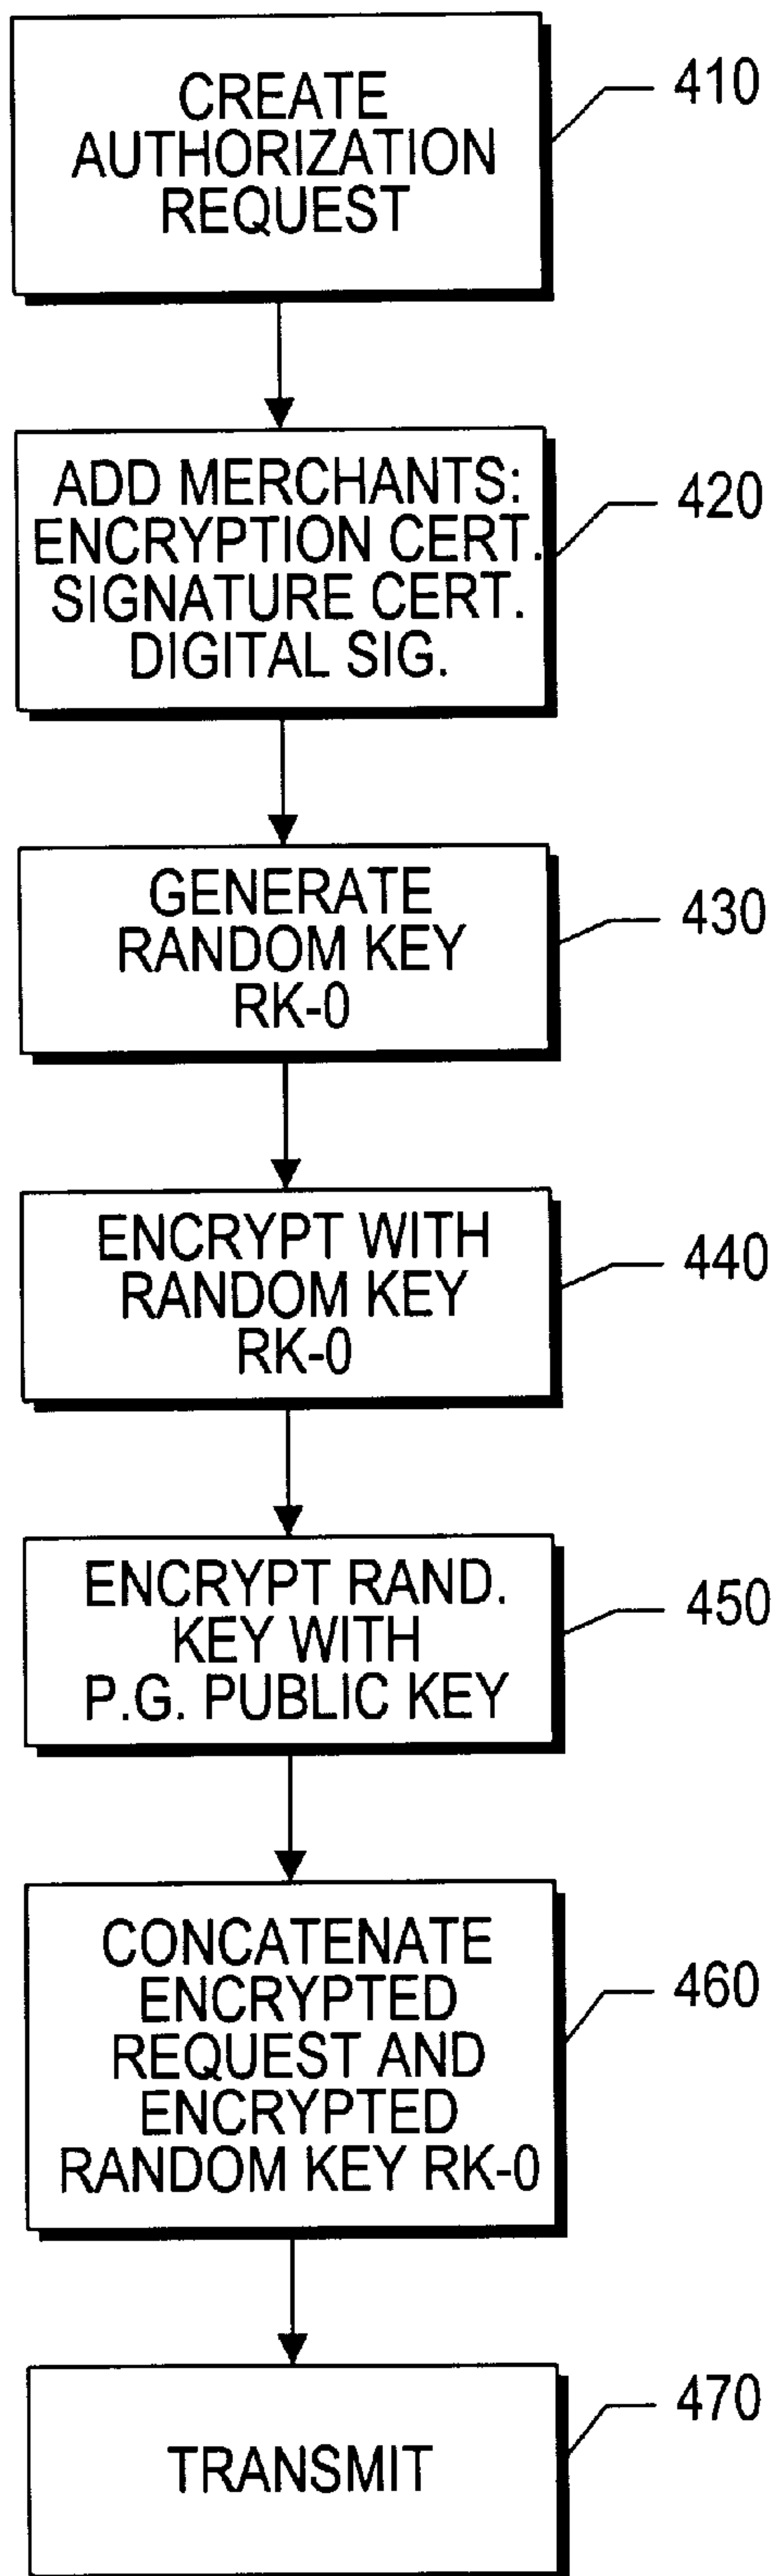 CREATE
AUTHORIZATION
REQUEST
410
ADD MERCHANTS:
ENCRYPTION CERT.
SIGNATURE CERT.
DIGITAL SIG.
420
GENERATE
RANDOM KEY
RK-0
430
ENCRYPT WITH
RANDOM KEY
RK-0
440
ENCRYPT RAND.
KEY WITH
P.G. PUBLIC KEY
450
CONCATENATE
ENCRYPTED
REQUEST AND
ENCRYPTED
RANDOM KEY RK-0
460
TRANSMIT
470